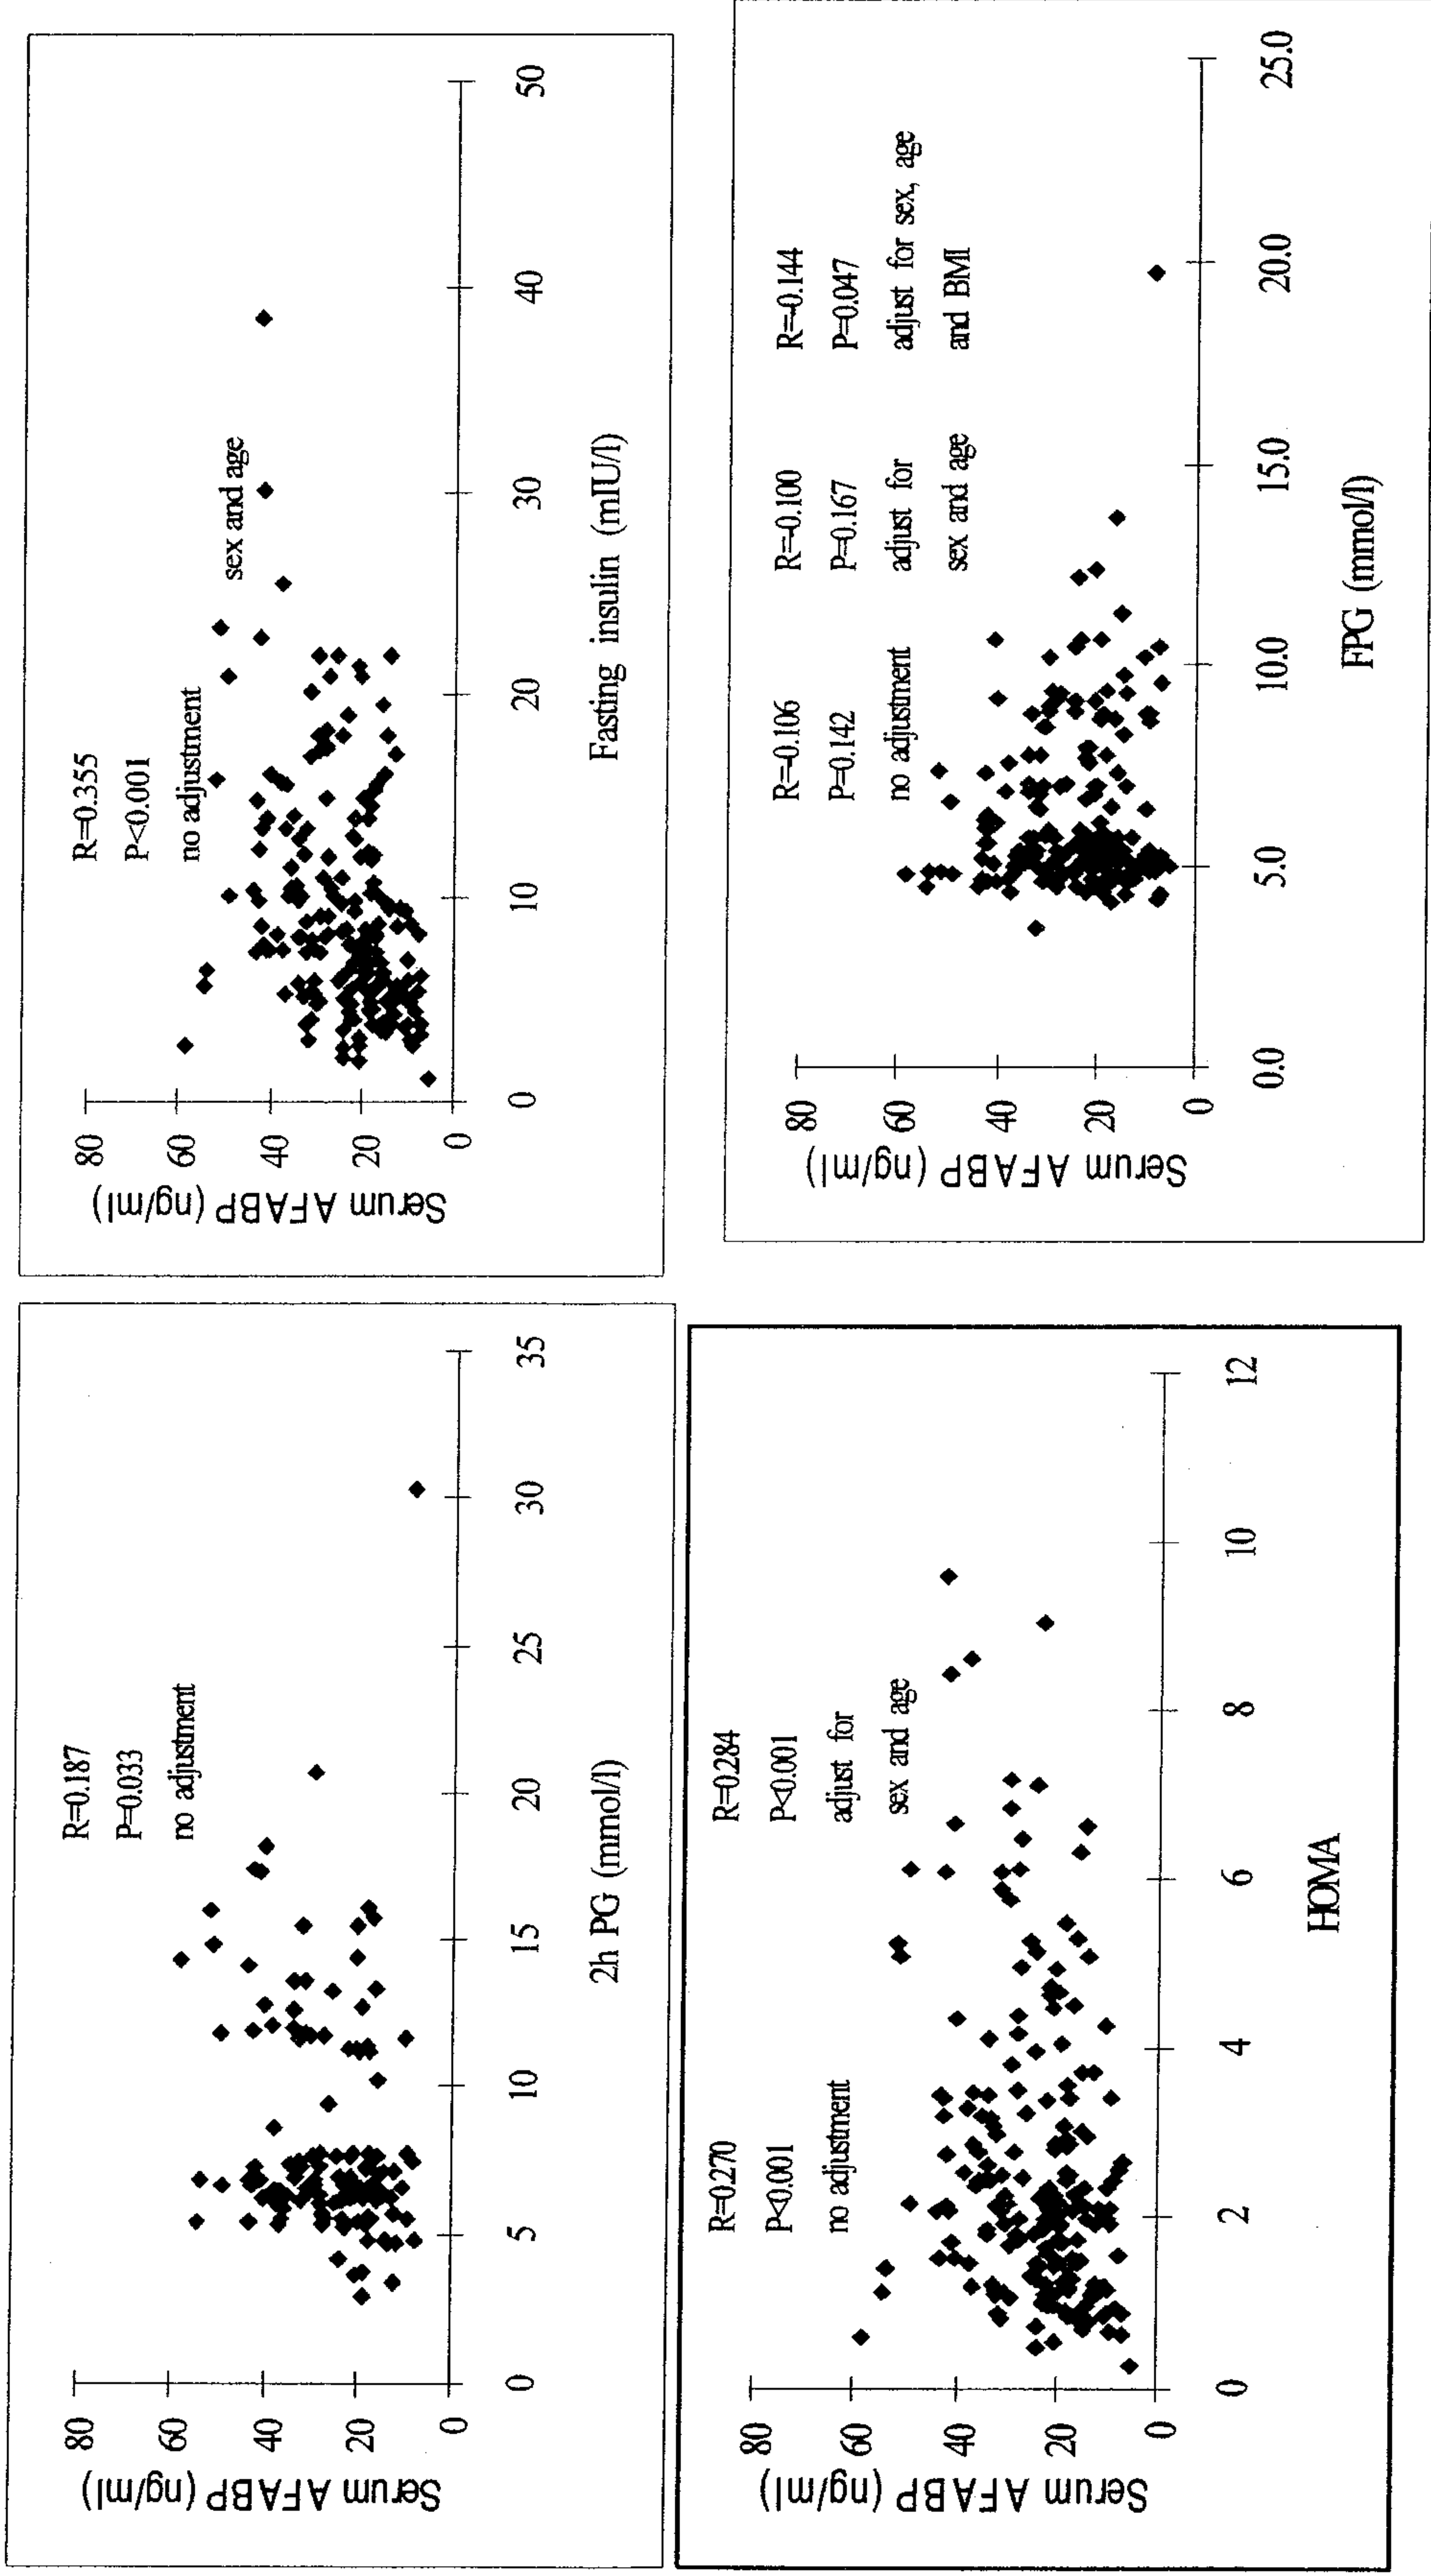 R=0.187
P=0.033
no adjustment
Serum AFABP (ng/ml)
80
60
40
20
0
0 5 10 15 20 25 30 35
2h PG (mmol/l)
R=0.355
P<0.001
no adjustment
sex and age
Serum AFABP (ng/ml)
80
60
40
20
0
0 10 20 30 40 50
Fasting insulin (mIU/l)
R=0.270
P<0.001
no adjustment
R=0.284
P<0.001
adjust for
sex and age
Serum AFABP (ng/ml)
80
60
40
20
0
0 2 4 6 8 10 12
HOMA
R=-0.106
P=0.142
no adjustment
R=-0.100
P=0.167
adjust for
sex and age
R=-0.144
P=0.047
adjust for sex, age
and BMI
Serum AFABP (ng/ml)
80
60
40
20
0
0.0 5.0 10.0 15.0 20.0 25.0
FPG (mmol/l)